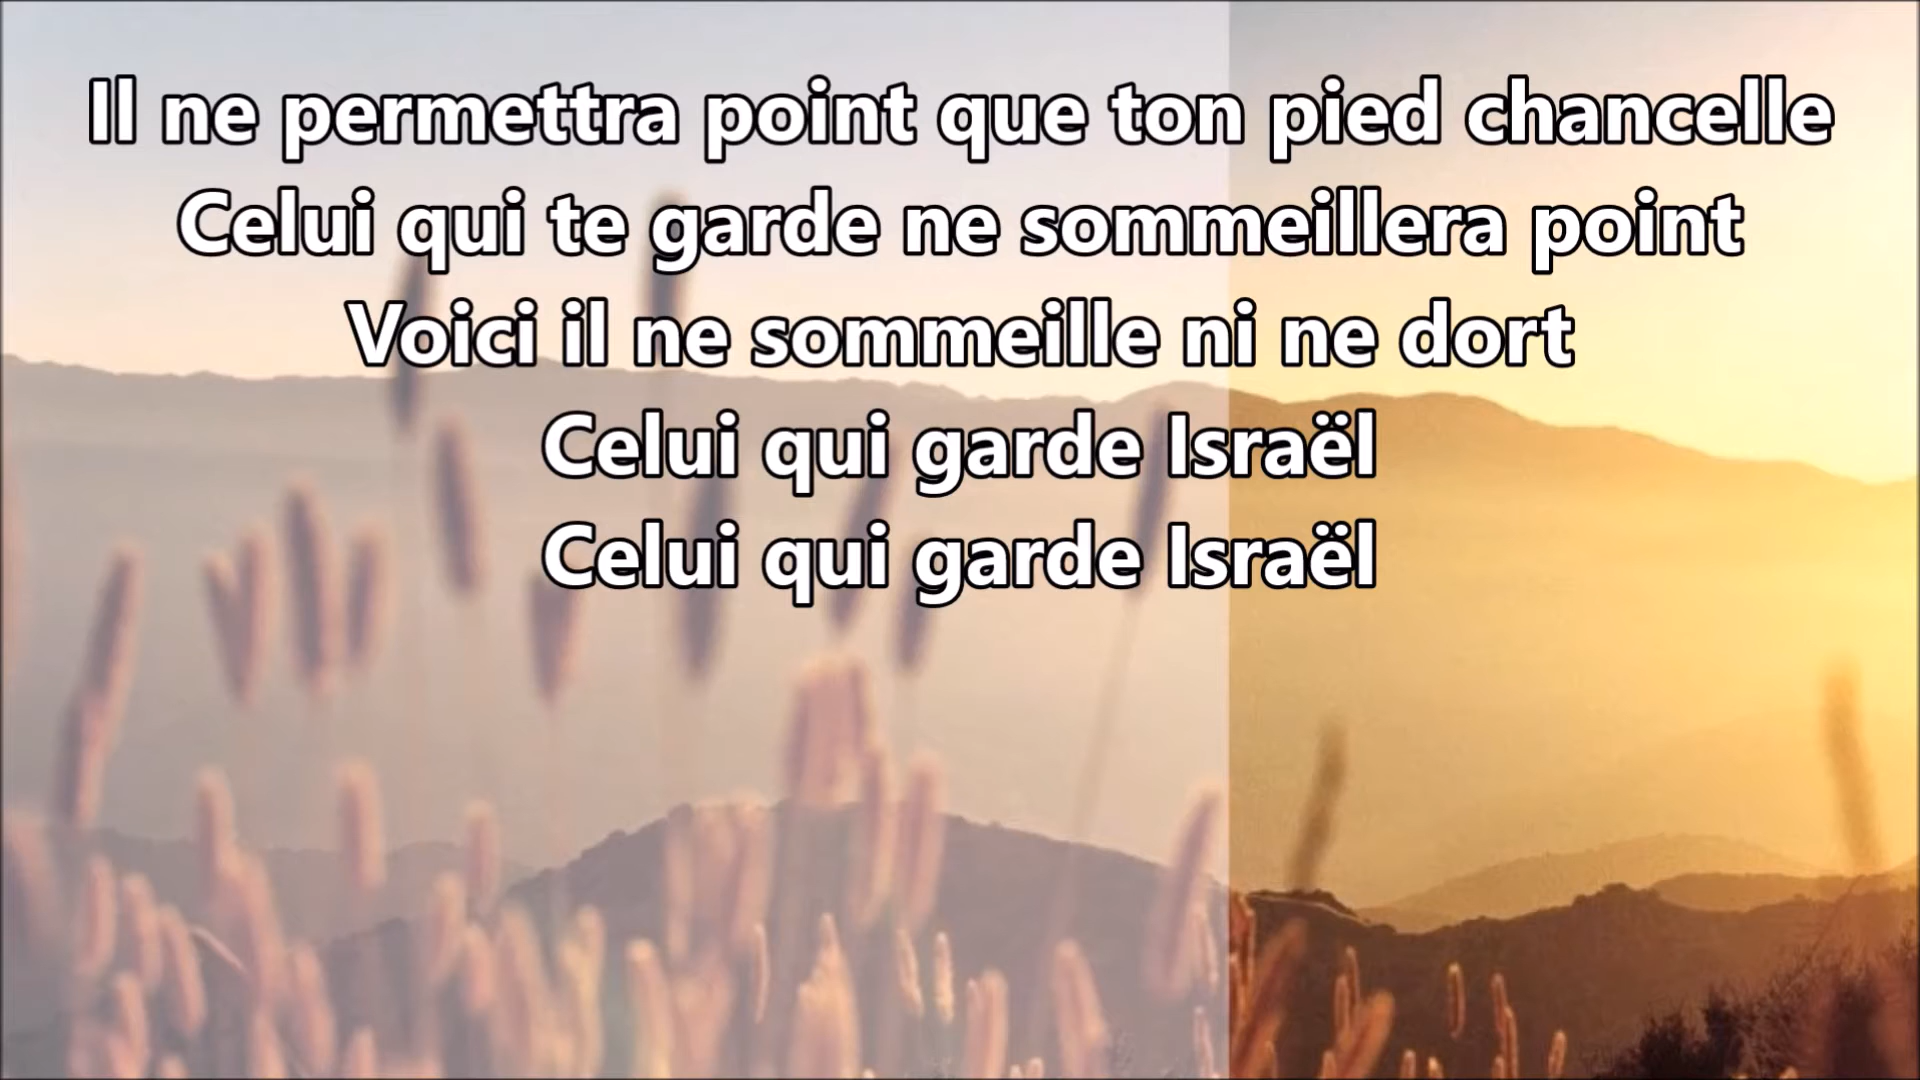 Il ne permettra point que ton pied chancelle
Celui qui te garde ne sommeillera point
Voici il ne sommeille ni ne dort
Celui qui garde Israël
Celui qui garde Israël